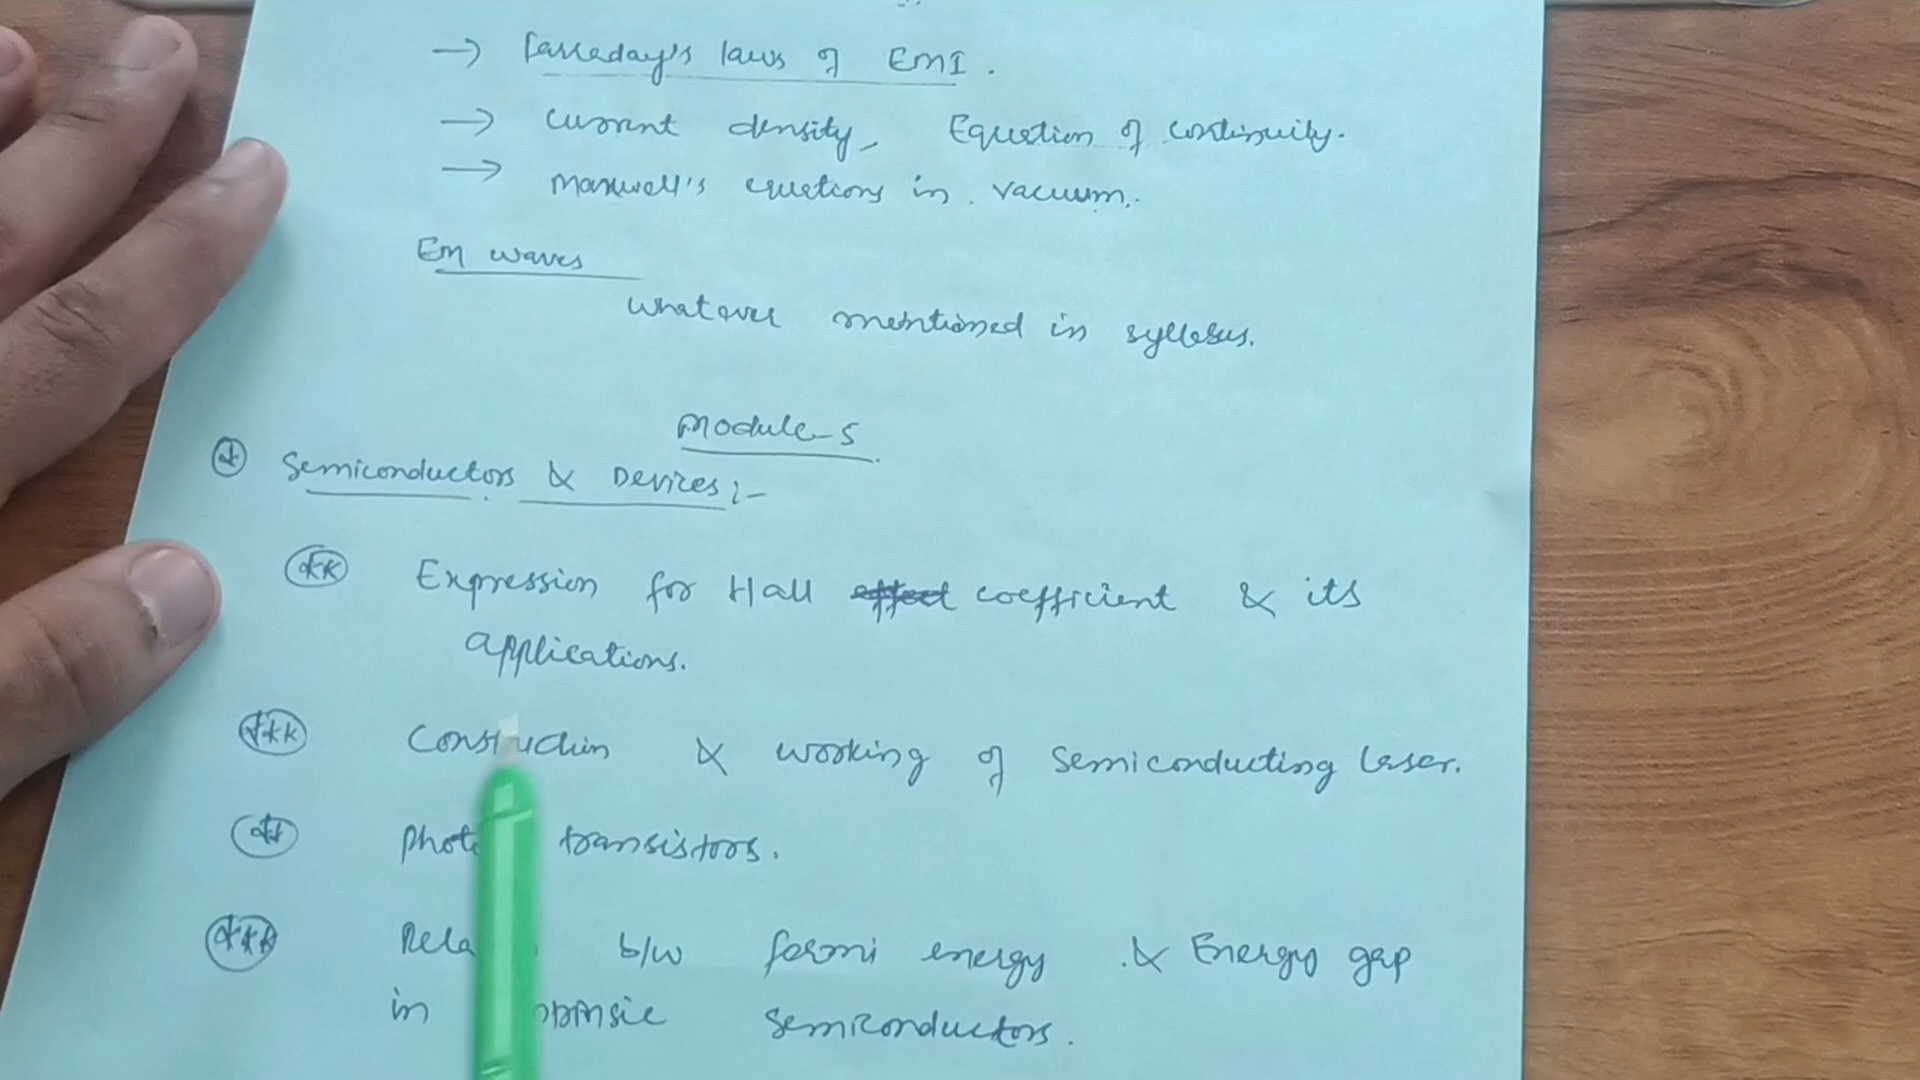 → Farreday's laws of EMI.
→ current density, Equation of continuity.
→ maxwell's equations in vacuum.
Em waves
whatever mentioned in syllabus.
Module-5
* Semiconductors & Devices :-
** Expression for Hall coefficient & its
applications.
*** Construction & working of semiconducting laser.
** Photo transistors.
*** b/w fermi energy & Energy gap
in semiconductors.